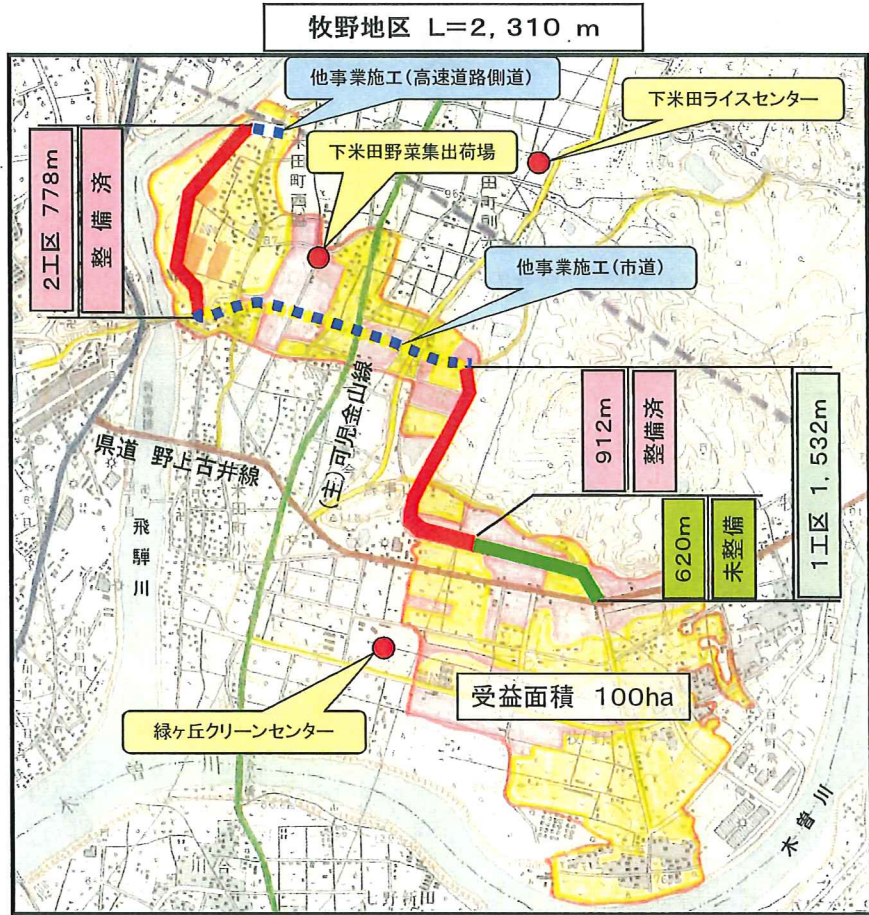 牧野地区 L=2,310 m
他事業施工(高速道路側道)
下米田ライスセンター
下米田野菜集出荷場
2工区 778m
整備済
他事業施工(市道)
912m
整備済
1工区 1,532m
(主)可児金山線
県道 野上古井線
620m
未整備
飛騨川
受益面積 100ha
緑ヶ丘クリーンセンター
木曽川
木曽川